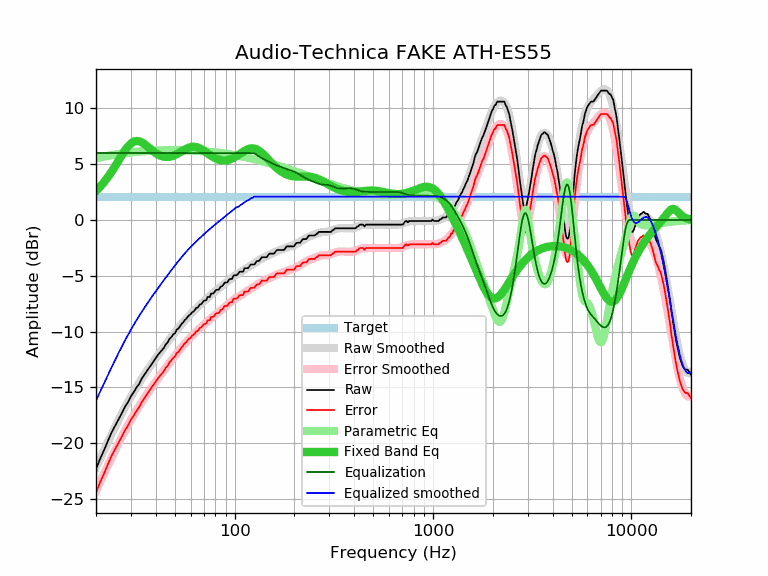 Audio-Technica FAKE ATH-ES55
10
5
0
−5
−10
−15
−20
−25
Amplitude (dBr)
Target
Raw Smoothed
Error Smoothed
Raw
Error
Parametric Eq
Fixed Band Eq
Equalization
Equalized smoothed
100
1000
10000
Frequency (Hz)